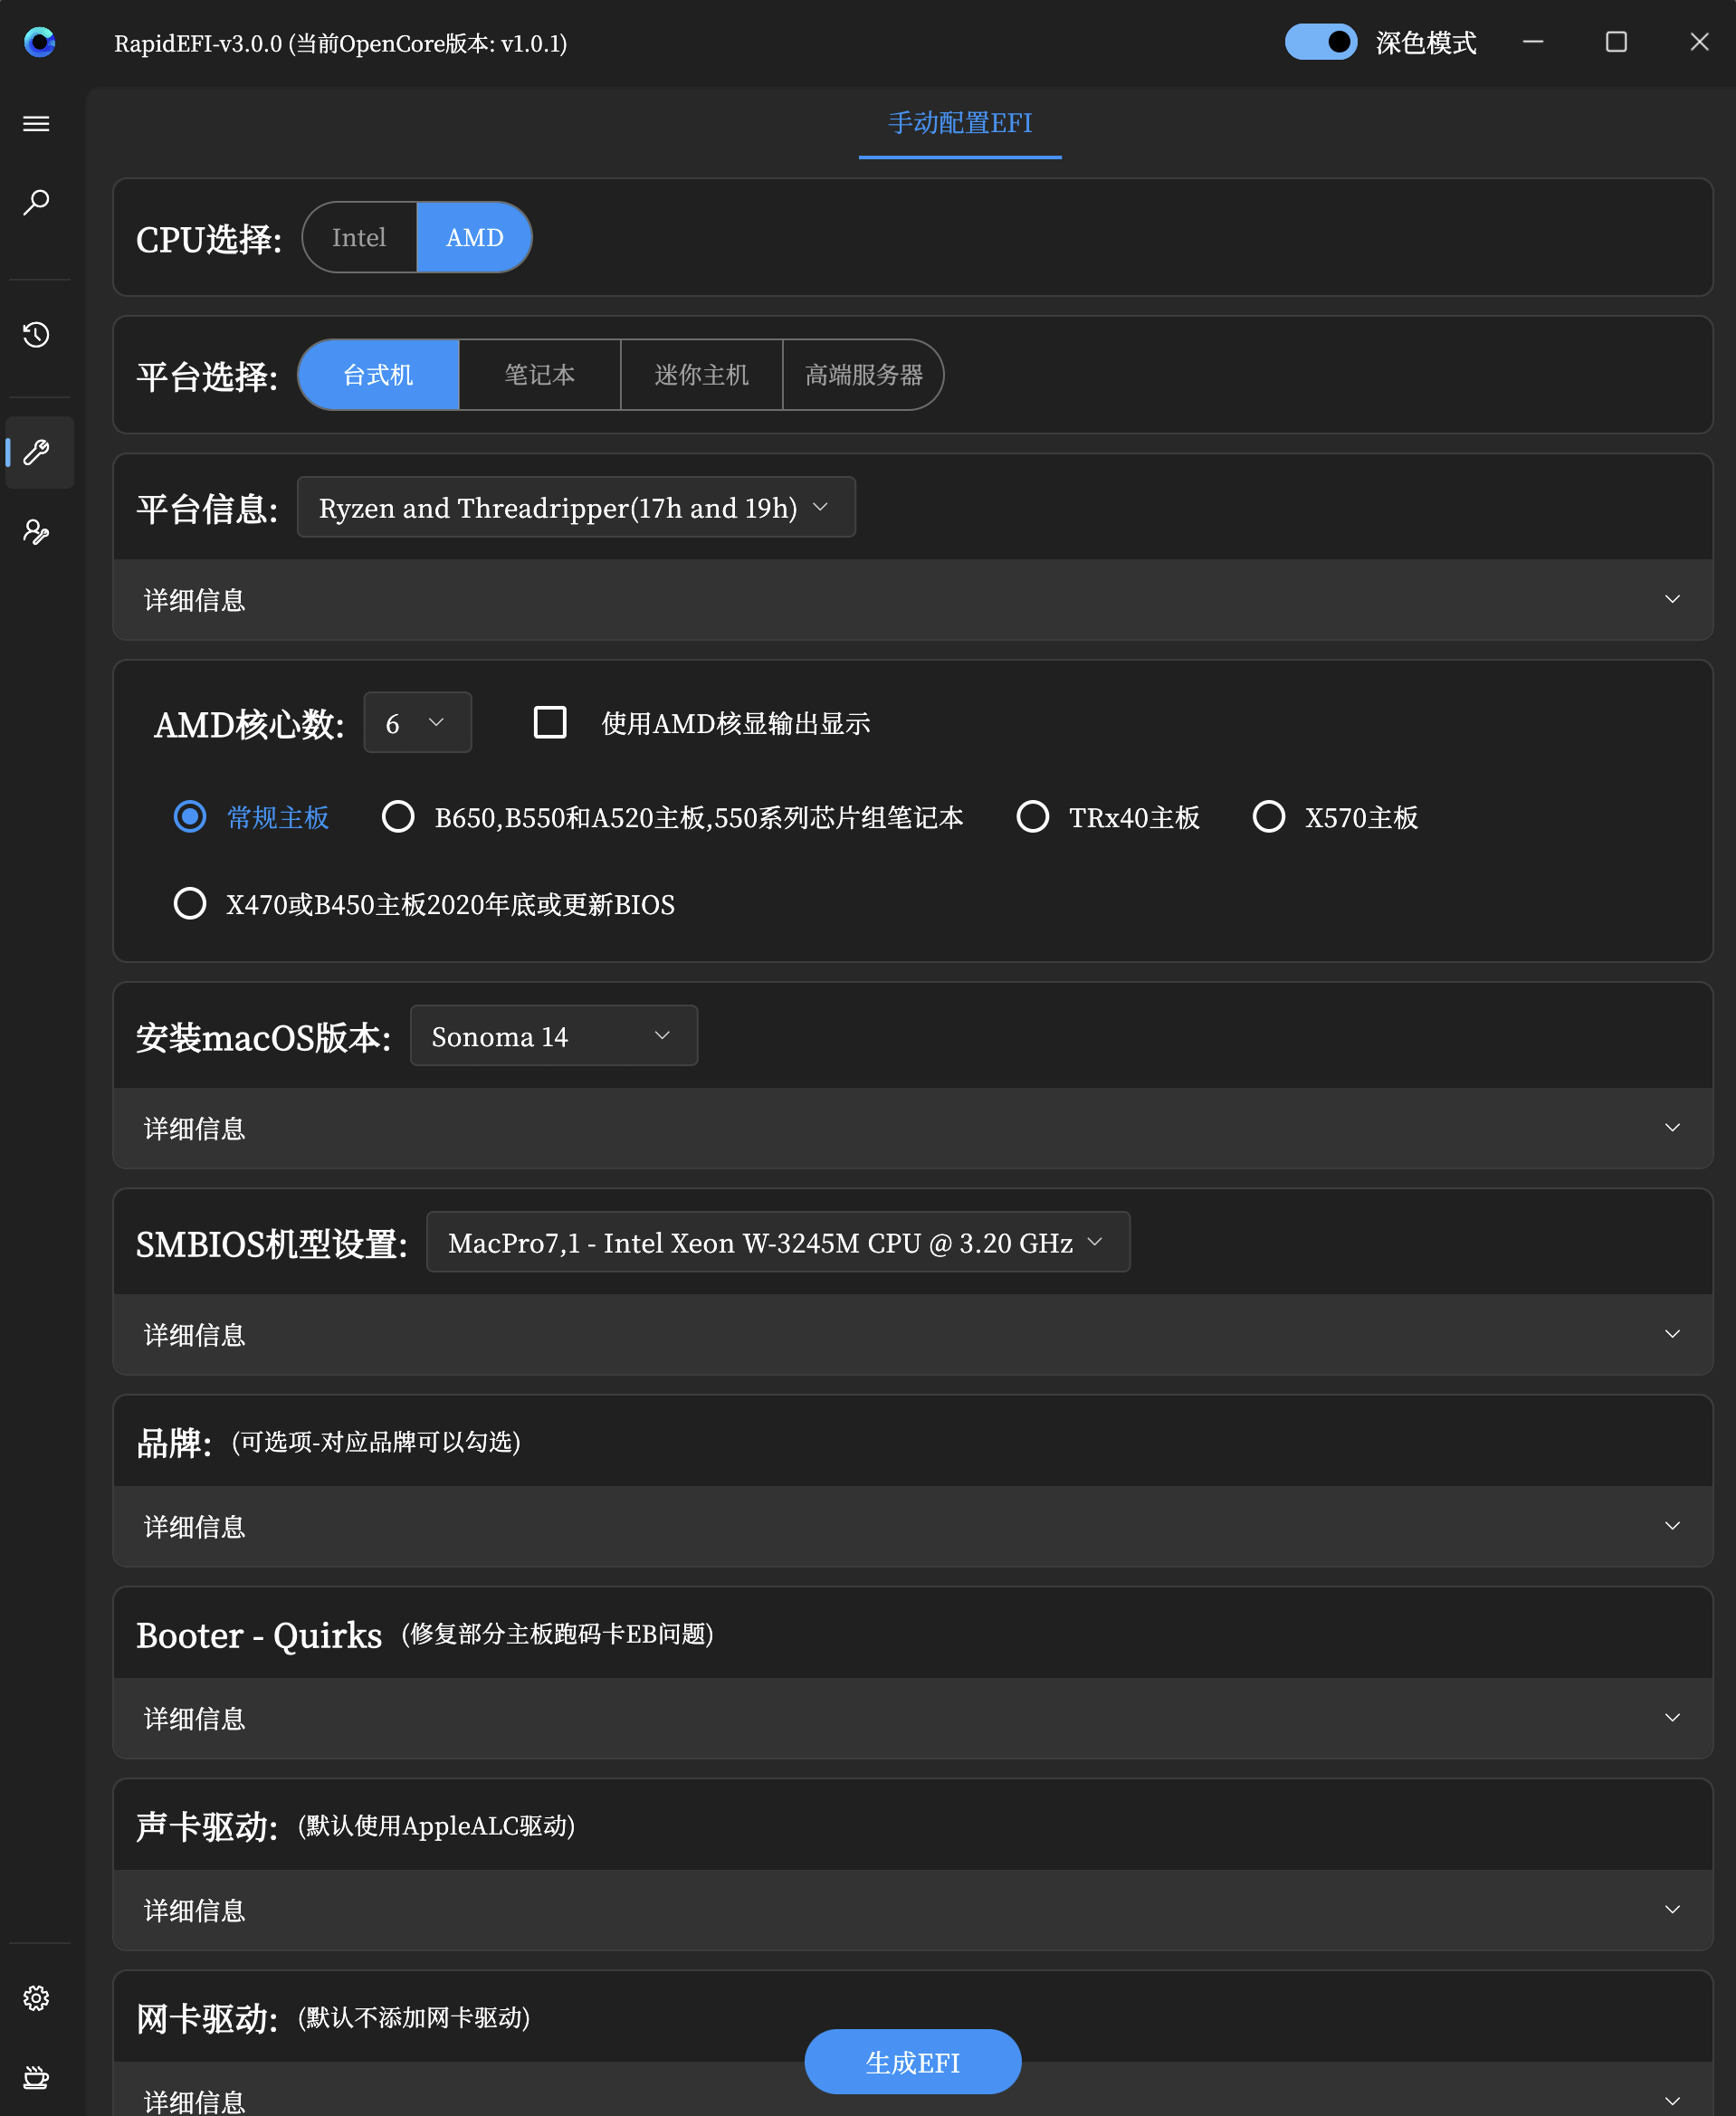 RapidEFI-v3.0.0 (当前OpenCore版本: v1.0.1)
深色模式
手动配置EFI
CPU选择:
Intel
AMD
平台选择:
台式机
笔记本
迷你主机
高端服务器
平台信息:
Ryzen and Threadripper(17h and 19h)
详细信息
AMD核心数:
6
使用AMD核显输出显示
常规主板
B650,B550和A520主板,550系列芯片组笔记本
TRx40主板
X570主板
X470或B450主板2020年底或更新BIOS
安装macOS版本:
Sonoma 14
详细信息
SMBIOS机型设置:
MacPro7,1 - Intel Xeon W-3245M CPU @ 3.20 GHz
详细信息
品牌:
(可选项-对应品牌可以勾选)
详细信息
Booter - Quirks
(修复部分主板跑码卡EB问题)
详细信息
声卡驱动:
(默认使用AppleALC驱动)
详细信息
网卡驱动:
(默认不添加网卡驱动)
生成EFI
详细信息